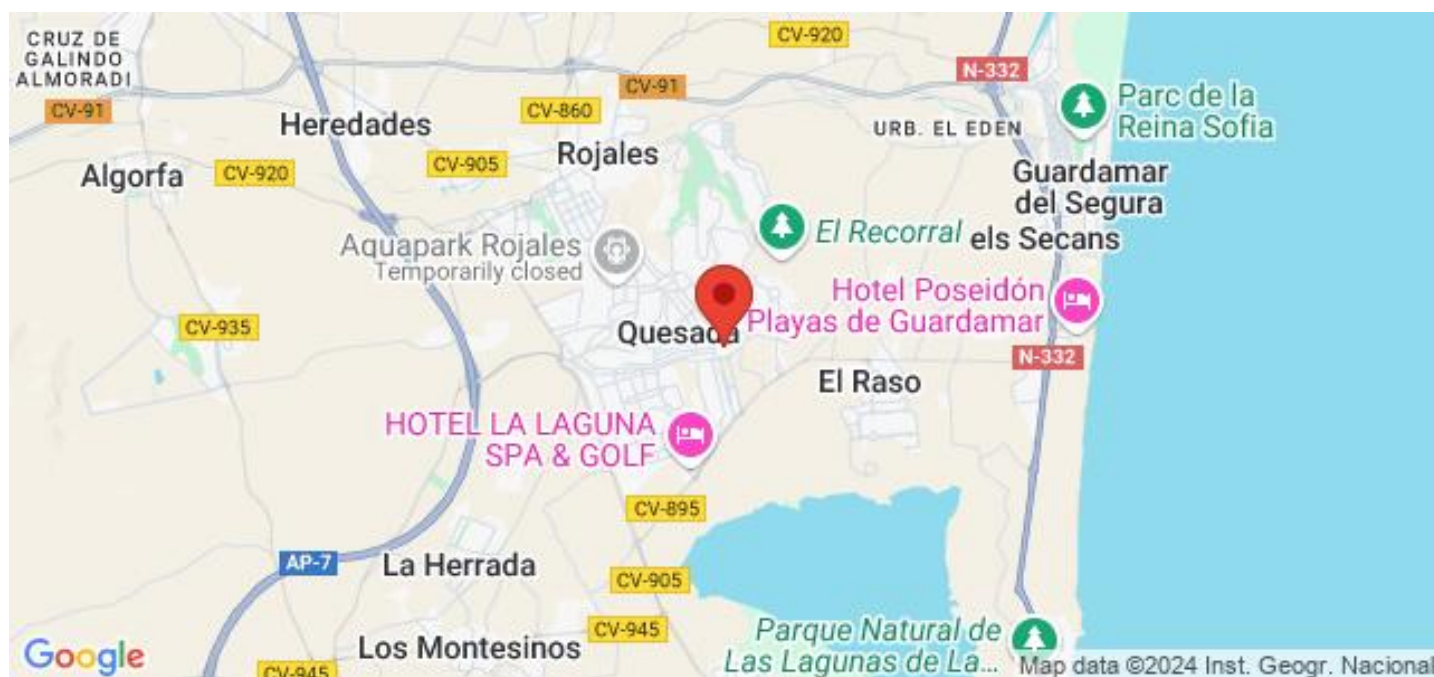 CRUZ DE
GALINDO
ALMORADI
CV-920
CV-91
N-332
CV-91
CV-860
Parc de la
Reina Sofia
Heredades
URB. EL EDEN
Rojales
CV-905
Algorfa
CV-920
Guardamar
del Segura
El Recorral
els Secans
Aquapark Rojales
Temporarily closed
Hotel Poseidón
Playas de Guardamar
CV-935
Quesada
N-332
El Raso
HOTEL LA LAGUNA
SPA & GOLF
CV-895
AP-7
La Herrada
CV-905
CV-945
Los Montesinos
Parque Natural de
Las Lagunas de La...
Google
CV-945
Map data ©2024 Inst. Geogr. Nacional